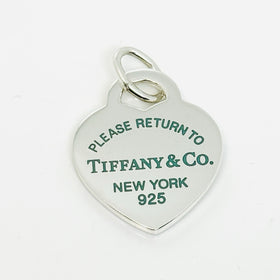 PLEASE RETURN TO
TIFFANY & CO.
NEW YORK
925